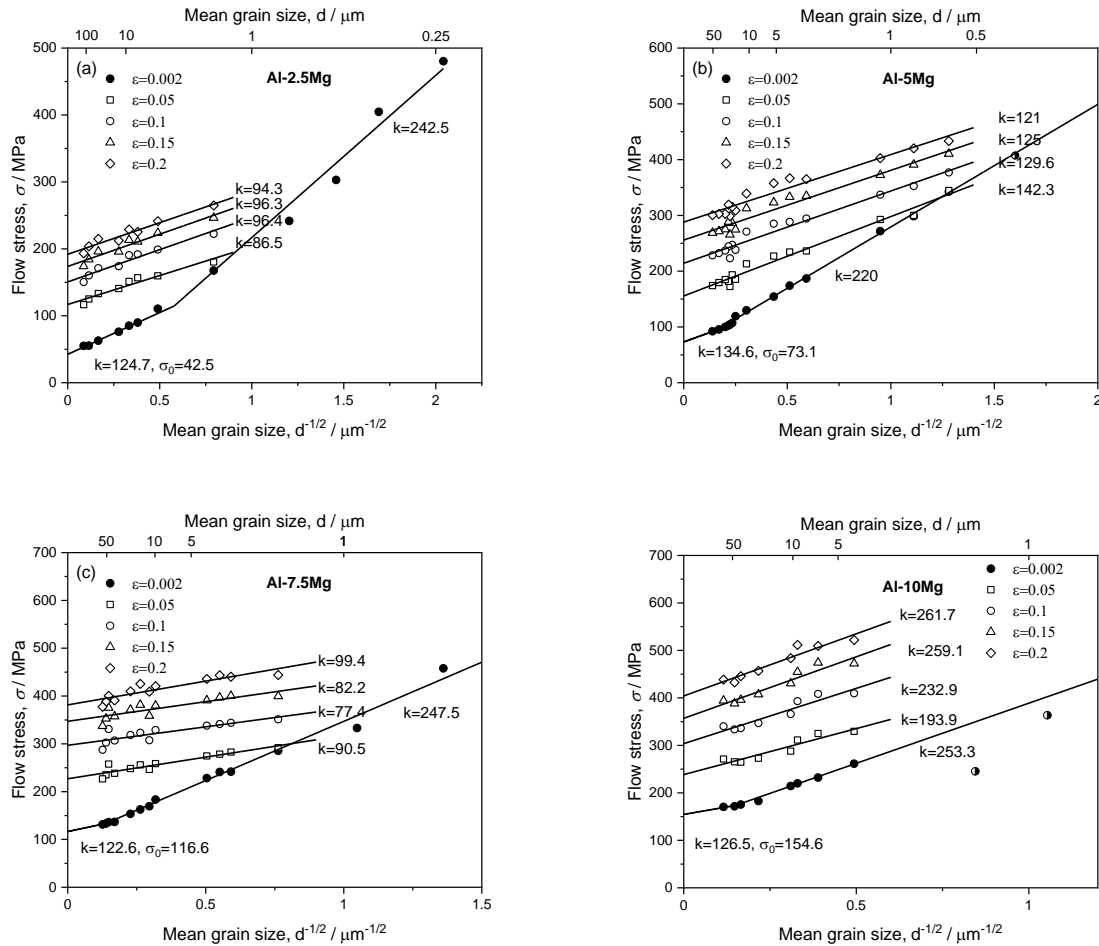 Mean grain size, d / μm
100 10 1 0.25
500
400
300
200
100
0
Flow stress, σ / MPa
(a)
Al-2.5Mg
ε=0.002
ε=0.05
ε=0.1
ε=0.15
ε=0.2
k=242.5
k=94.3
k=96.3
k=96.4
k=86.5
k=124.7, σ₀=42.5
0 0.5 1 1.5 2
Mean grain size, d⁻¹/² / μm⁻¹/²
Mean grain size, d / μm
50 10 5 1 0.5
600
500
400
300
200
100
0
Flow stress, σ / MPa
(b)
Al-5Mg
ε=0.002
ε=0.05
ε=0.1
ε=0.15
ε=0.2
k=121
k=125
k=129.6
k=142.3
k=220
k=134.6, σ₀=73.1
0 0.5 1 1.5 2
Mean grain size, d⁻¹/² / μm⁻¹/²
Mean grain size, d / μm
50 10 5 1
700
600
500
400
300
200
100
0
Flow stress, σ / MPa
(c)
Al-7.5Mg
ε=0.002
ε=0.05
ε=0.1
ε=0.15
ε=0.2
k=99.4
k=82.2
k=77.4
k=90.5
k=247.5
k=122.6, σ₀=116.6
0 0.5 1 1.5
Mean grain size, d⁻¹/² / μm⁻¹/²
Mean grain size, d / μm
50 10 5 1
700
600
500
400
300
200
100
0
Flow stress, σ / MPa
Al-10Mg
ε=0.002
ε=0.05
ε=0.1
ε=0.15
ε=0.2
k=261.7
k=259.1
k=232.9
k=193.9
k=253.3
k=126.5, σ₀=154.6
0 0.5 1
Mean grain size, d⁻¹/² / μm⁻¹/²